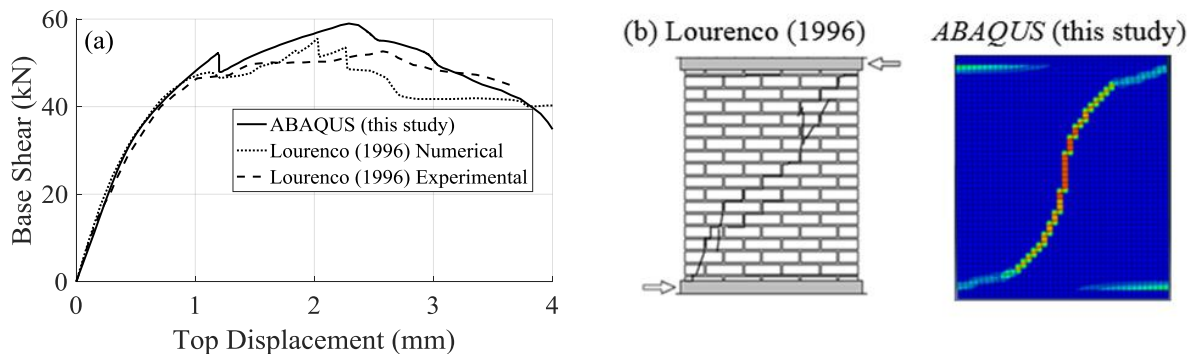 (a)
60
40
20
0
Base Shear (kN)
ABAQUS (this study)
Lourenco (1996) Numerical
Lourenco (1996) Experimental
0 1 2 3 4
Top Displacement (mm)
(b) Lourenco (1996)
ABAQUS (this study)